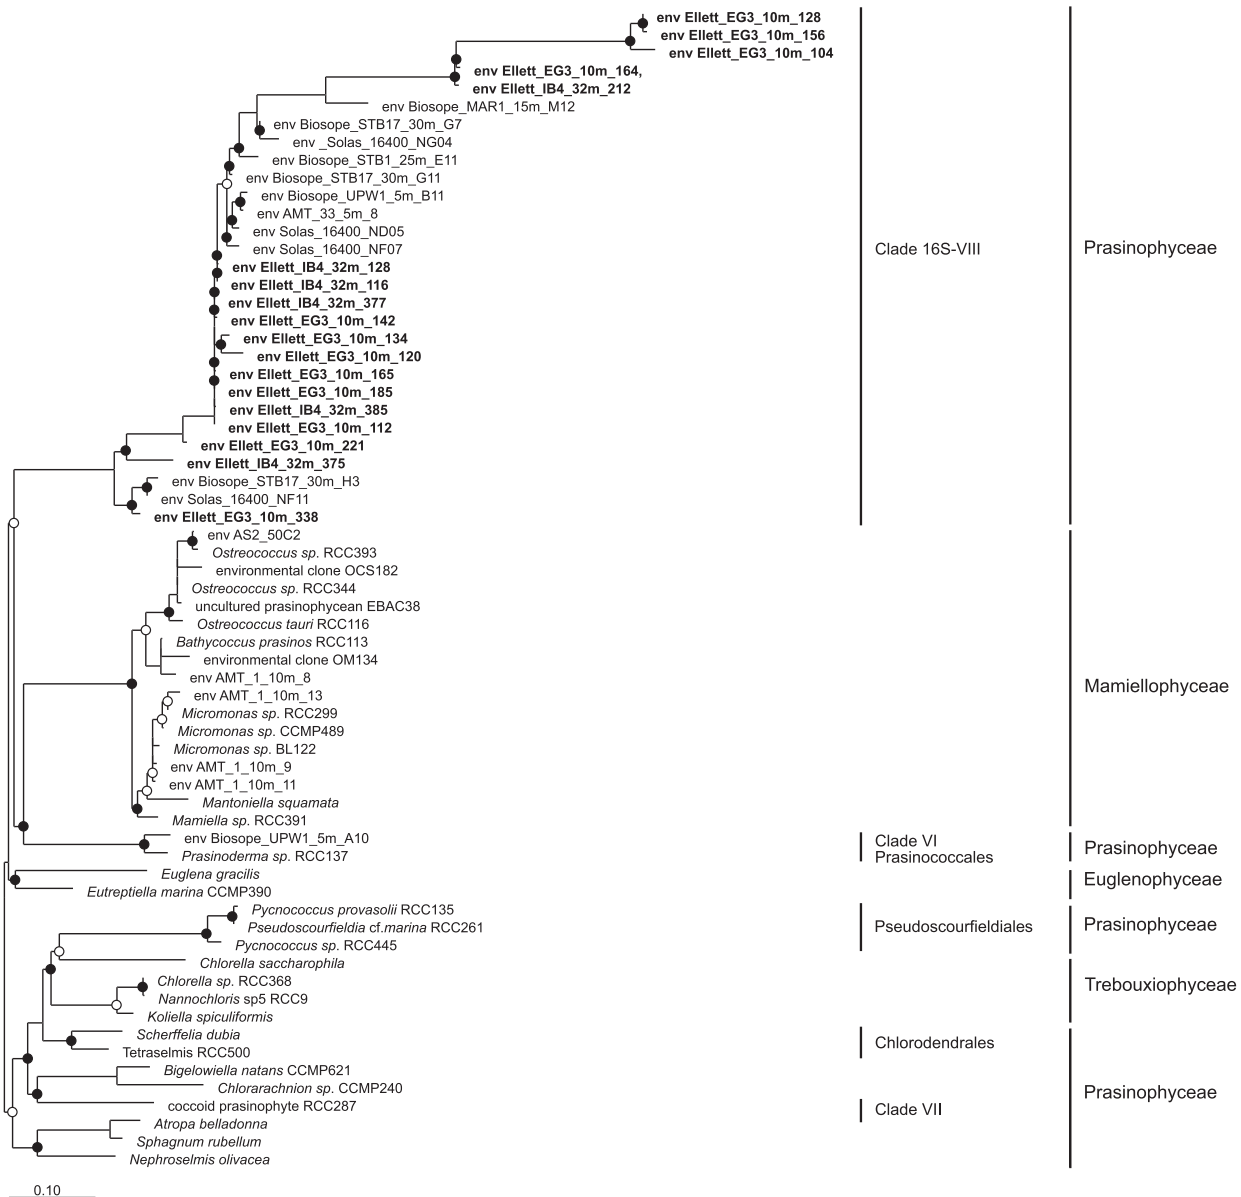 env Ellett_EG3_10m_128
env Ellett_EG3_10m_156
env Ellett_EG3_10m_104
env Ellett_EG3_10m_164,
env Ellett_IB4_32m_212
env Biosope_MAR1_15m_M12
env Biosope_STB17_30m_G7
env _Solas_16400_NG04
env Biosope_STB1_25m_E11
env Biosope_STB17_30m_G11
env Biosope_UPW1_5m_B11
env AMT_33_5m_8
env Solas_16400_ND05
env Solas_16400_NF07
Clade 16S-VIII
Prasinophyceae
env Ellett_IB4_32m_128
env Ellett_IB4_32m_116
env Ellett_IB4_32m_377
env Ellett_EG3_10m_142
env Ellett_EG3_10m_134
env Ellett_EG3_10m_120
env Ellett_EG3_10m_165
env Ellett_EG3_10m_185
env Ellett_IB4_32m_385
env Ellett_EG3_10m_112
env Ellett_EG3_10m_221
env Ellett_IB4_32m_375
env Biosope_STB17_30m_H3
env Solas_16400_NF11
env Ellett_EG3_10m_338
env AS2_50C2
Ostreococcus sp. RCC393
environmental clone OCS182
Ostreococcus sp. RCC344
uncultured prasinophycean EBAC38
Ostreococcus tauri RCC116
Bathycoccus prasinos RCC113
environmental clone OM134
env AMT_1_10m_8
Mamiellophyceae
env AMT_1_10m_13
Micromonas sp. RCC299
Micromonas sp. CCMP489
Micromonas sp. BL122
env AMT_1_10m_9
env AMT_1_10m_11
Mantoniella squamata
Mamiella sp. RCC391
env Biosope_UPW1_5m_A10
Clade VI
Prasinococcales
Prasinophyceae
Prasinoderma sp. RCC137
Euglena gracilis
Euglenophyceae
Eutreptiella marina CCMP390
Pycnococcus provasolii RCC135
Pseudoscourfieldia cf.marina RCC261
Pseudoscourfieldiales
Prasinophyceae
Pycnococcus sp. RCC445
Chlorella saccharophila
Chlorella sp. RCC368
Trebouxiophyceae
Nannochloris sp5 RCC9
Koliella spiculiformis
Scherffelia dubia
Chlorodendrales
Tetraselmis RCC500
Bigelowiella natans CCMP621
Chlorarachnion sp. CCMP240
Prasinophyceae
coccoid prasinophyte RCC287
Clade VII
Atropa belladonna
Sphagnum rubellum
Nephroselmis olivacea
0.10